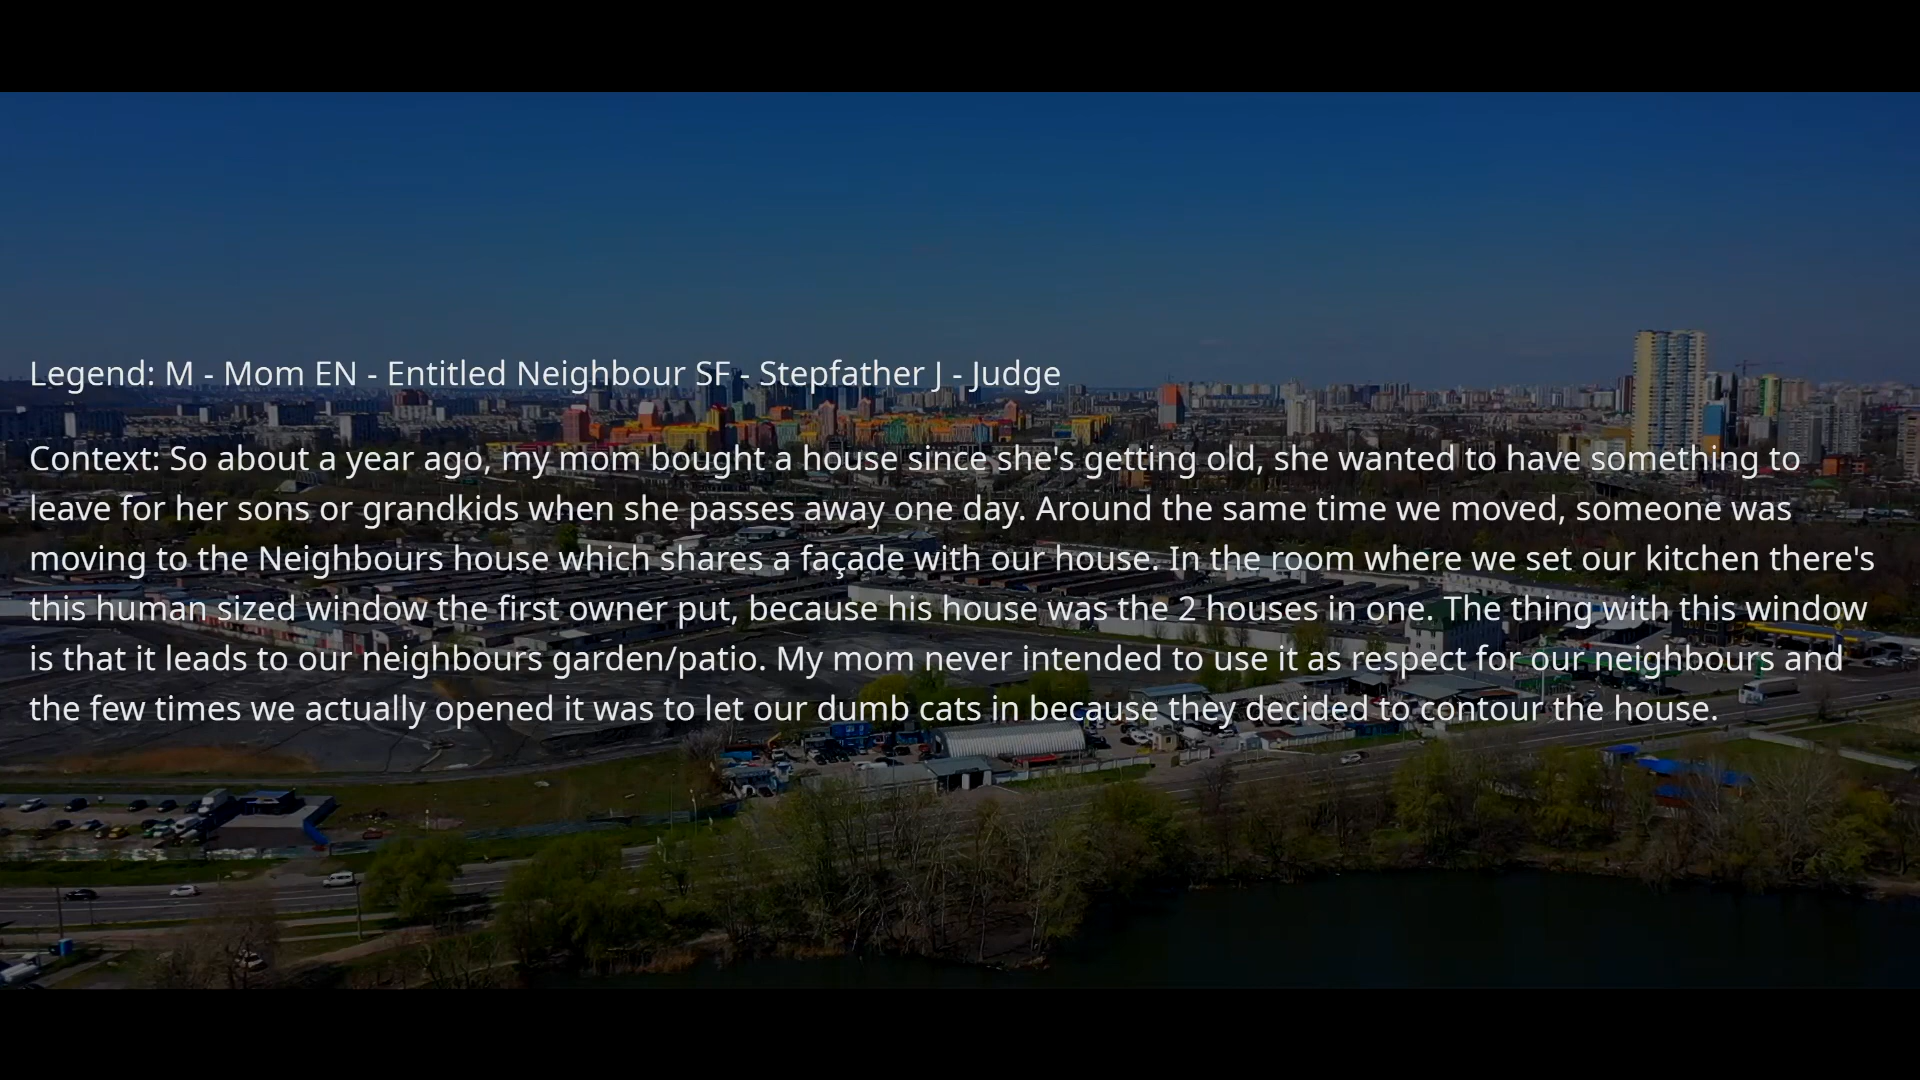 Legend: M - Mom EN - Entitled Neighbour SF - Stepfather J - Judge
Context: So about a year ago, my mom bought a house since she's getting old, she wanted to have something to
leave for her sons or grandkids when she passes away one day. Around the same time we moved, someone was
moving to the Neighbours house which shares a façade with our house. In the room where we set our kitchen there's
this human sized window the first owner put, because his house was the 2 houses in one. The thing with this window
is that it leads to our neighbours garden/patio. My mom never intended to use it as respect for our neighbours and
the few times we actually opened it was to let our dumb cats in because they decided to contour the house.